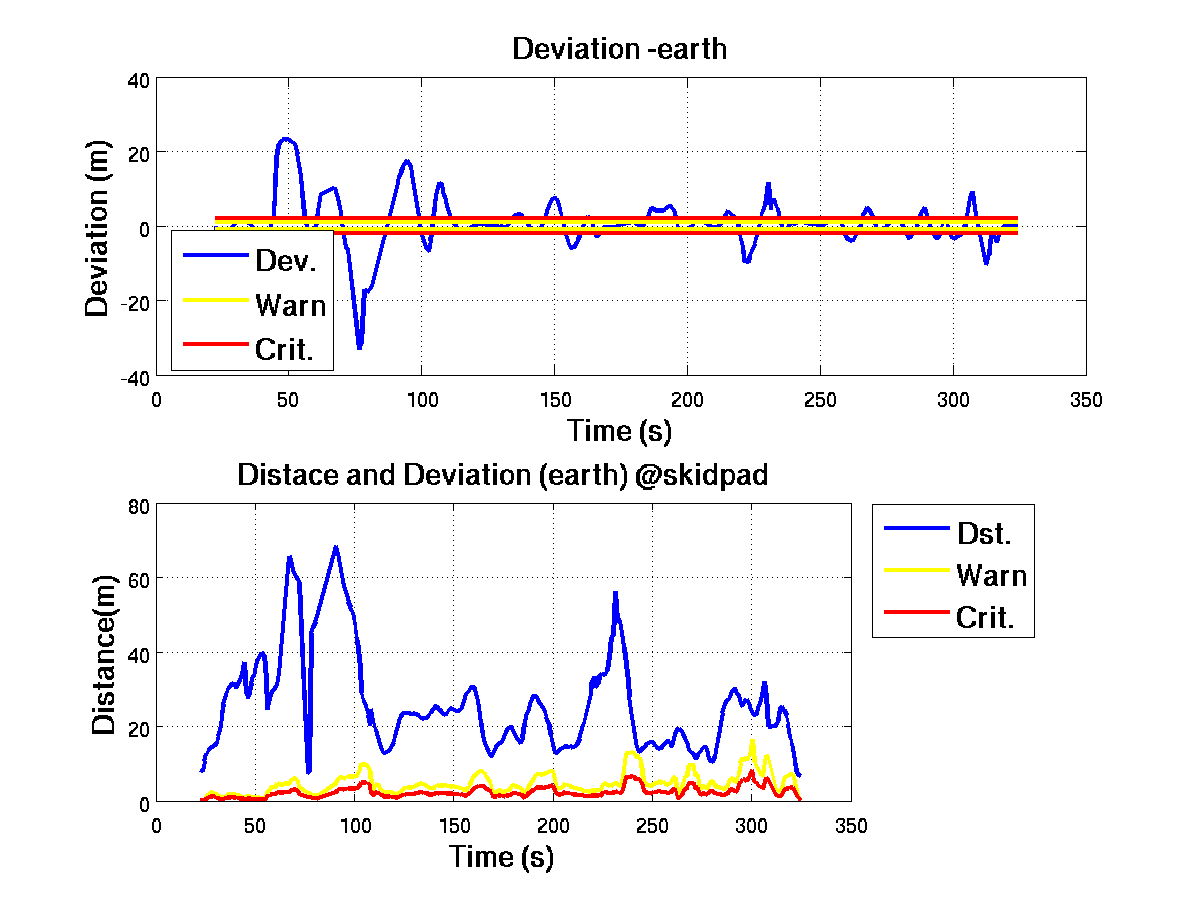 Deviation -earth
Deviation (m)
40
20
0
-20
-40
Dev.
Warn
Crit.
0 50 100 150 200 250 300 350
Time (s)
Distace and Deviation (earth) @skidpad
Distance(m)
80
60
40
20
0
0 50 100 150 200 250 300 350
Time (s)
Dst.
Warn
Crit.